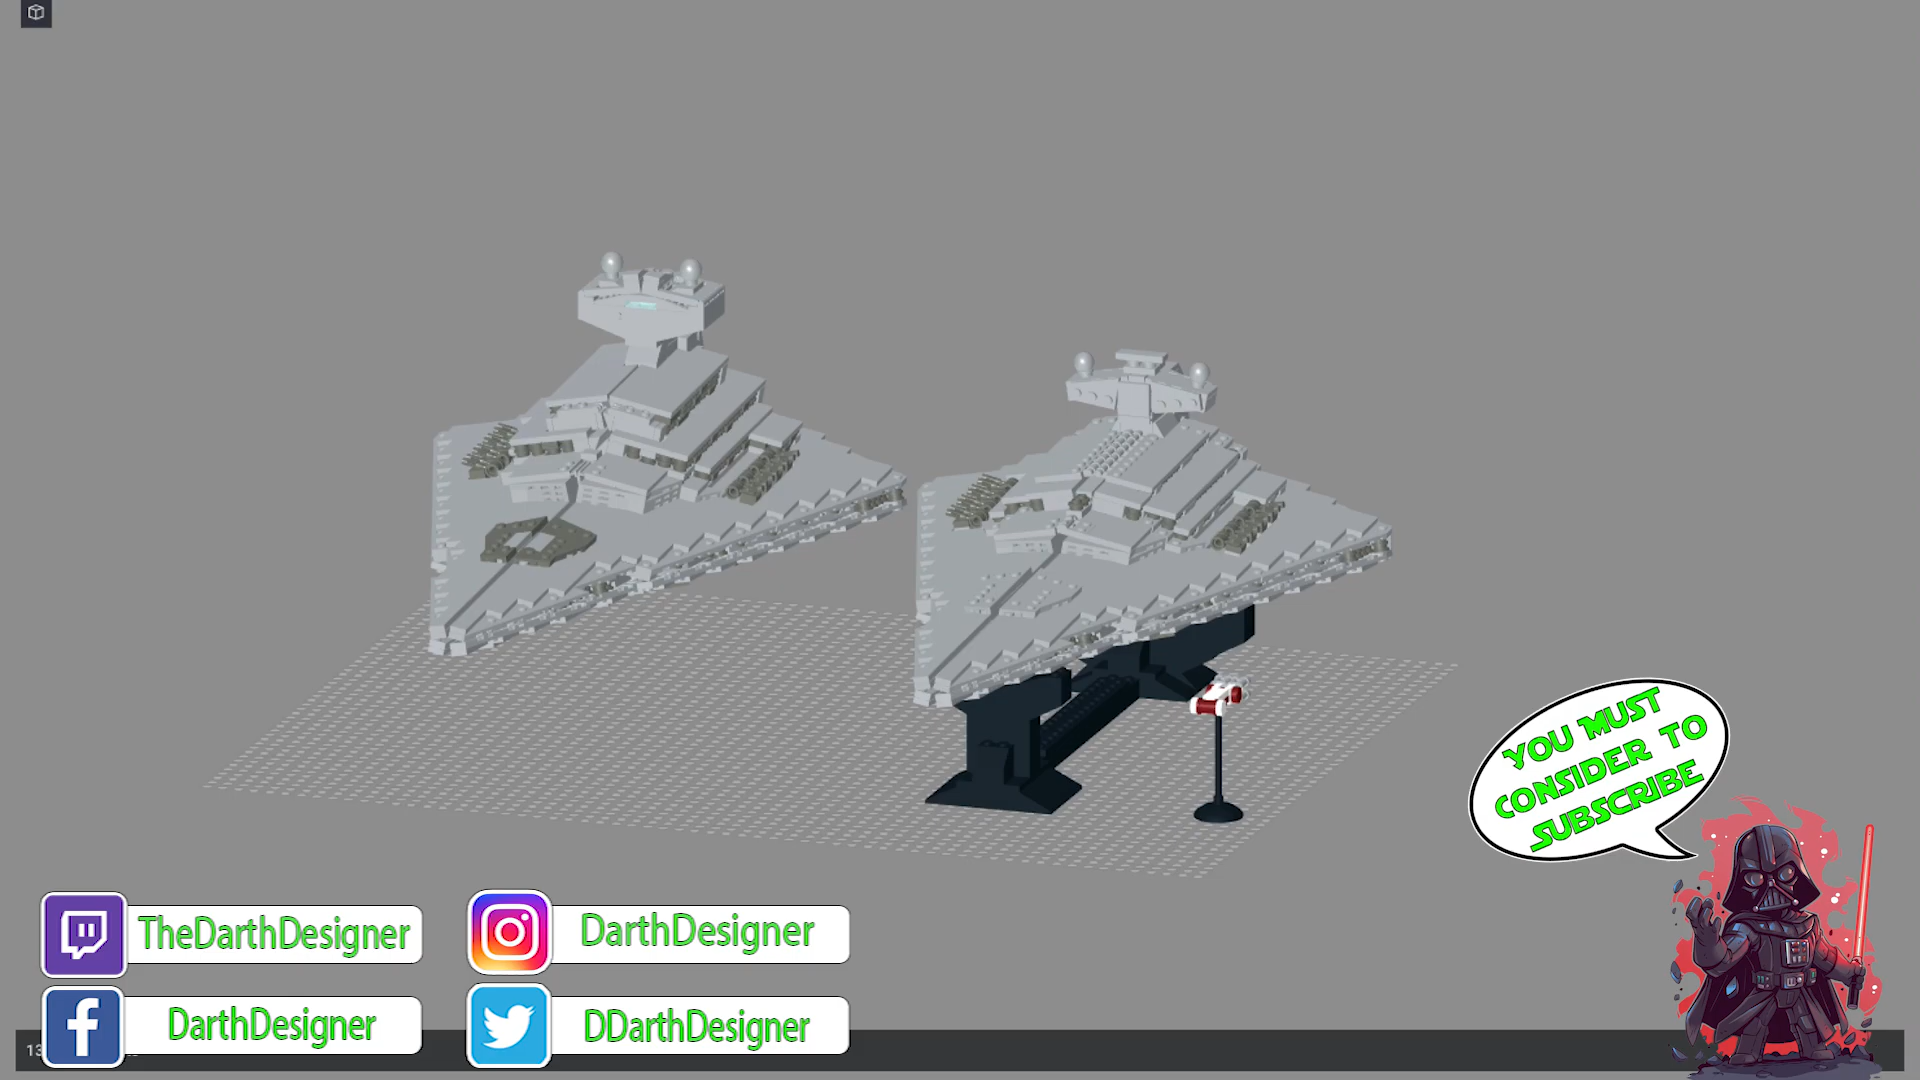 YOU MUST
CONSIDER TO
SUBSCRIBE
TheDarthDesigner
DarthDesigner
DarthDesigner
DDarthDesigner